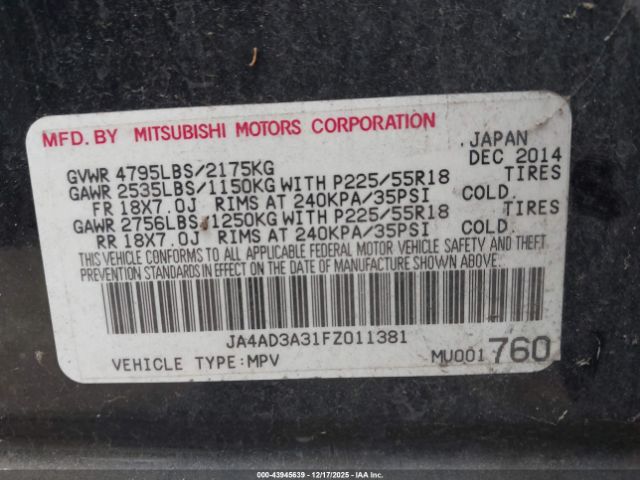 MFD. BY MITSUBISHI MOTORS CORPORATION
JAPAN
GVWR 4795LBS/2175KG DEC 2014
GAWR 2535LBS/1150KG WITH P225/55R18 TIRES
FR 18X7.0J RIMS AT 240KPA/35PSI COLD.
GAWR 2756LBS/1250KG WITH P225/55R18 TIRES
RR 18X7.0J RIMS AT 240KPA/35PSI COLD.
THIS VEHICLE CONFORMS TO ALL APPLICABLE FEDERAL MOTOR VEHICLE SAFETY AND THEFT
PREVENTION STANDARDS IN EFFECT ON THE DATE OF MANUFACTURE SHOWN ABOVE.
JA4AD3A31FZ011381
VEHICLE TYPE:MPV MU001760
000-43945639 - 12/17/2025 - IAA, Inc.